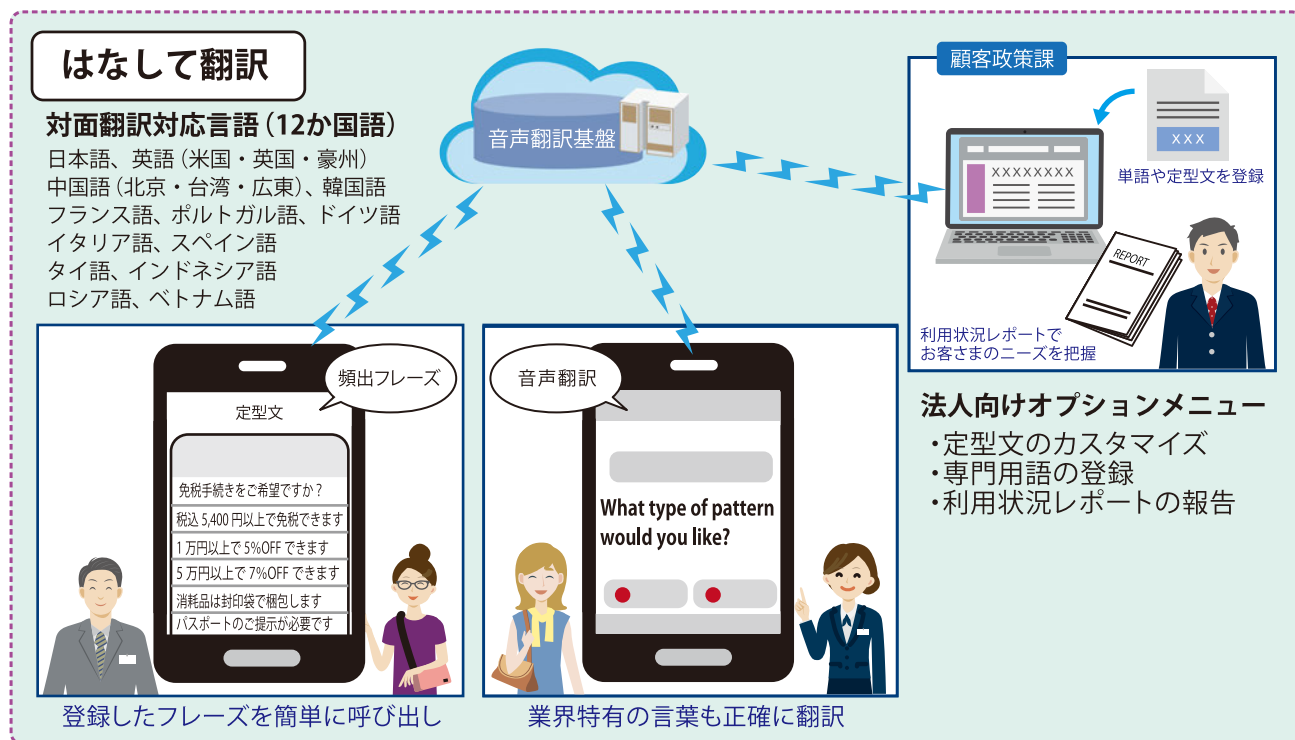 はなして翻訳
対面翻訳対応言語（12か国語）
日本語、英語（米国・英国・豪州）
中国語（北京・台湾・広東）、韓国語
フランス語、ポルトガル語、ドイツ語
イタリア語、スペイン語
タイ語、インドネシア語
ロシア語、ベトナム語
音声翻訳基盤
顧客政策課
XXX
XXXXXXXX
単語や定型文を登録
REPORT
利用状況レポートで
お客さまのニーズを把握
頻出フレーズ
定型文
免税手続きをご希望ですか？
税込 5,400 円以上で免税できます
1 万円以上で 5%OFF できます
5 万円以上で 7%OFF できます
消耗品は封印袋で梱包します
パスポートのご提示が必要です
登録したフレーズを簡単に呼び出し
音声翻訳
What type of pattern
would you like?
業界特有の言葉も正確に翻訳
法人向けオプションメニュー
・定型文のカスタマイズ
・専門用語の登録
・利用状況レポートの報告